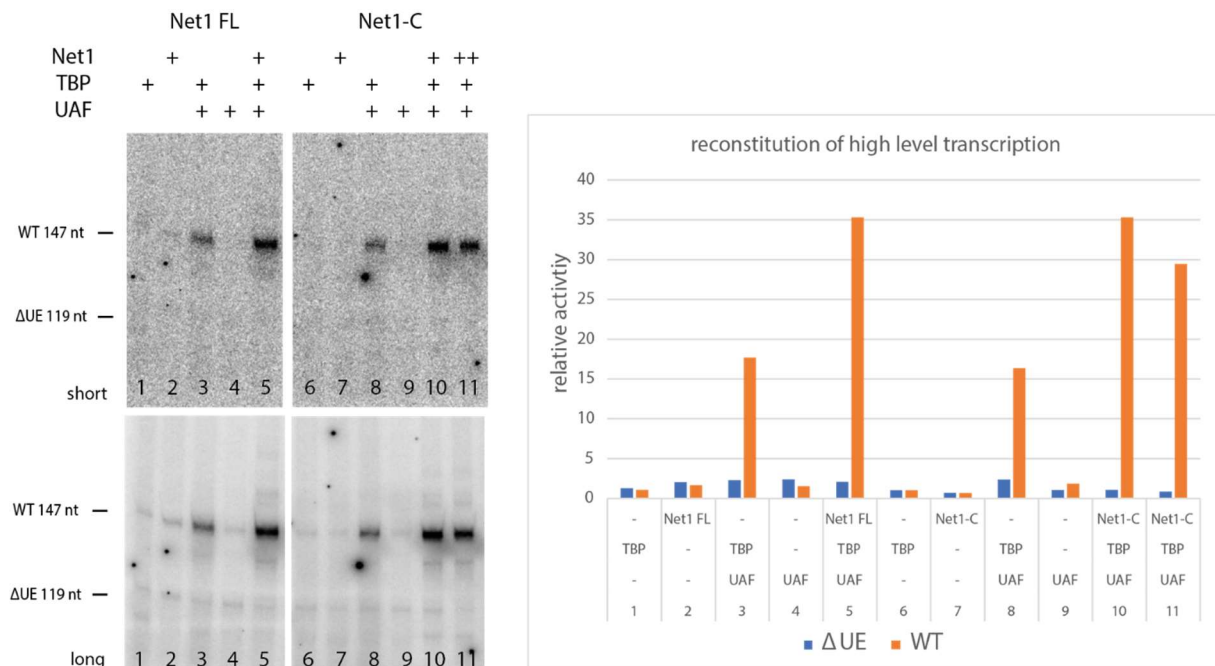 Net1 FL Net1-C
Net1 + + + + ++
TBP + + + + + + +
UAF + + + + + + +
WT 147 nt
ΔUE 119 nt
short 1 2 3 4 5 6 7 8 9 10 11
WT 147 nt
ΔUE 119 nt
long 1 2 3 4 5 6 7 8 9 10 11
reconstitution of high level transcription
relative activtiy
40
35
30
25
20
15
10
5
0
- Net1 FL - - Net1 FL - Net1-C - - Net1-C Net1-C
TBP - TBP - TBP TBP - TBP - TBP TBP
- - UAF UAF UAF - - UAF UAF UAF UAF
1 2 3 4 5 6 7 8 9 10 11
ΔUE WT